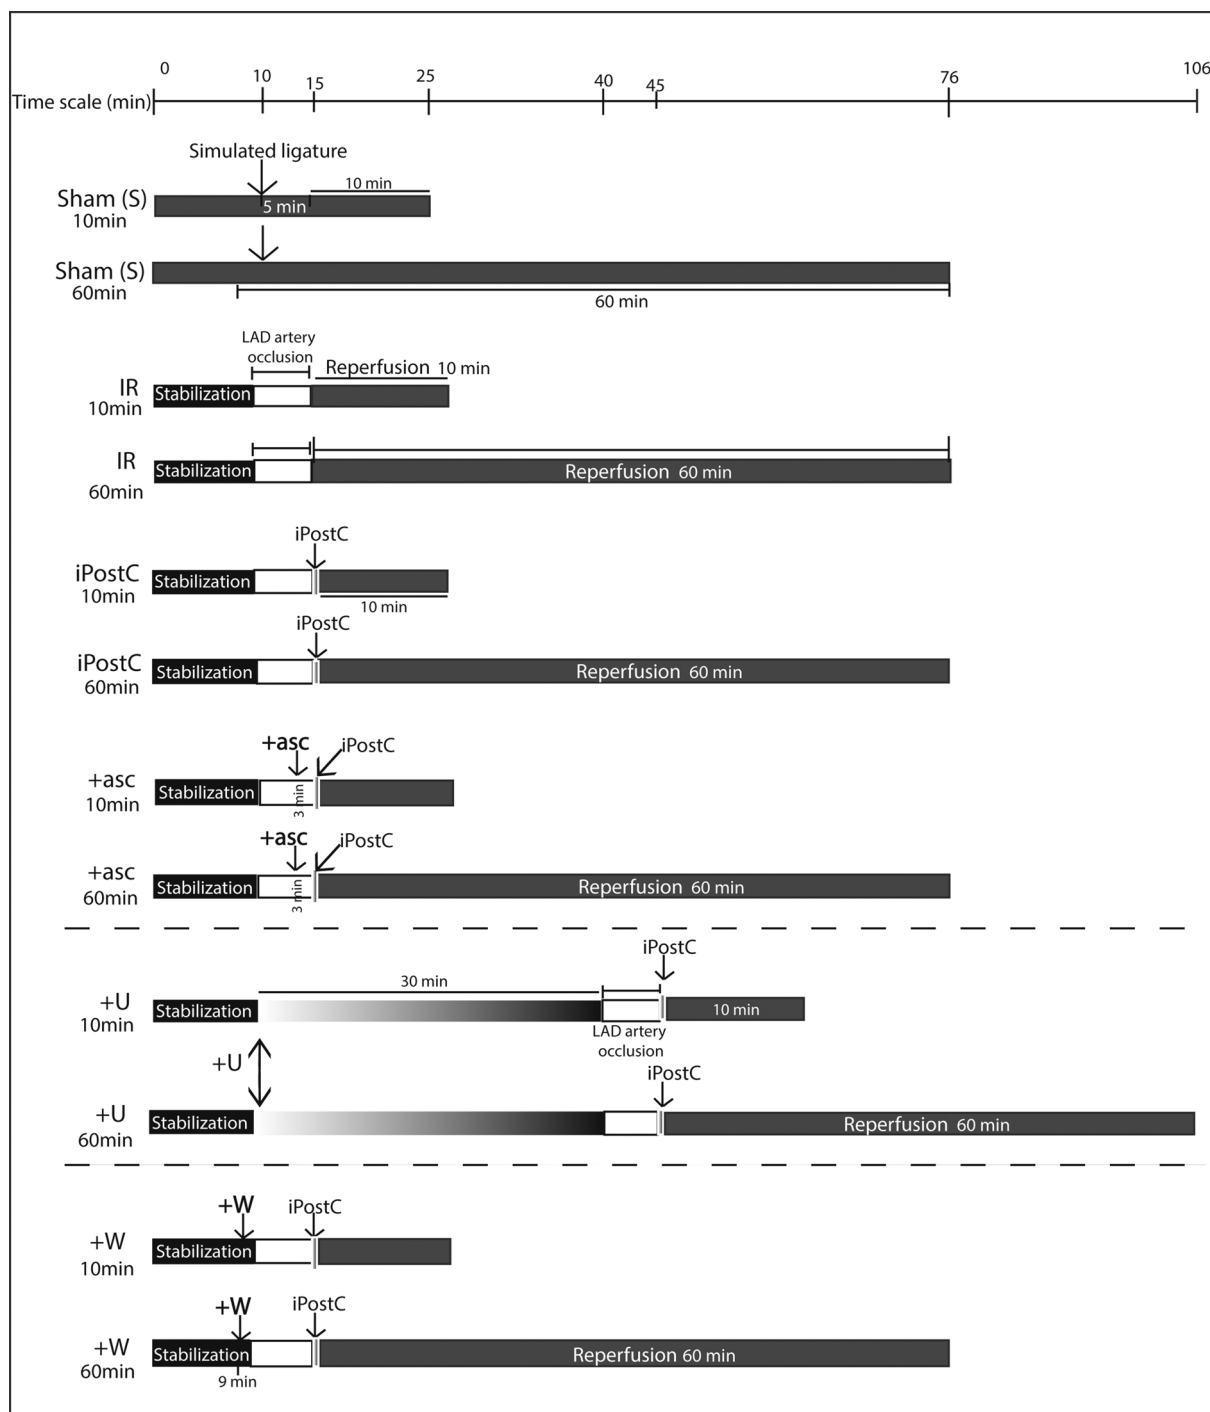 0 10 15 25 40 45 76 106
Time scale (min)
Simulated ligature
Sham (S)
10min
10 min
5 min
Sham (S)
60min
60 min
LAD artery
occlusion
Reperfusion 10 min
IR
10min
Stabilization
IR
60min
Stabilization
Reperfusion 60 min
iPostC
iPostC
10min
Stabilization
10 min
iPostC
iPostC
60min
Stabilization
Reperfusion 60 min
+asc
iPostC
+asc
10min
Stabilization
3 min
+asc
iPostC
+asc
60min
Stabilization
3 min
Reperfusion 60 min
iPostC
30 min
+U
10min
Stabilization
10 min
LAD artery
occlusion
+U
iPostC
+U
60min
Stabilization
Reperfusion 60 min
+W
iPostC
+W
10min
Stabilization
+W
iPostC
+W
60min
Stabilization
Reperfusion 60 min
9 min